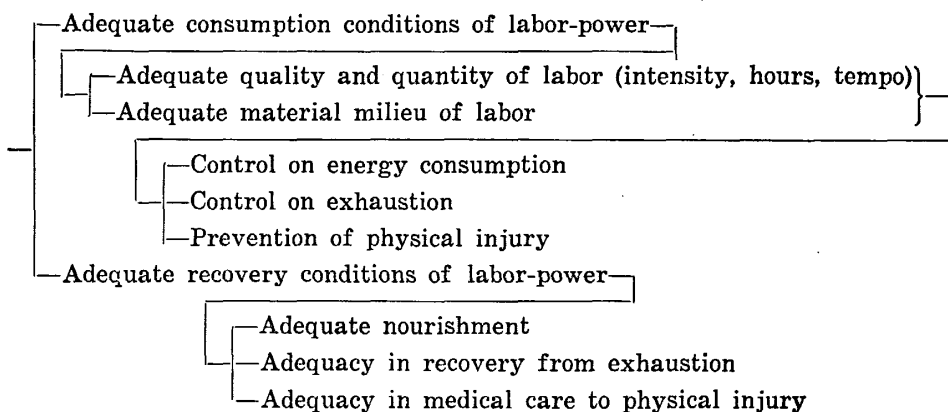 Adequate consumption conditions of labor-power
Adequate quality and quantity of labor (intensity, hours, tempo)
Adequate material milieu of labor
Control on energy consumption
Control on exhaustion
Prevention of physical injury
Adequate recovery conditions of labor-power
Adequate nourishment
Adequacy in recovery from exhaustion
Adequacy in medical care to physical injury